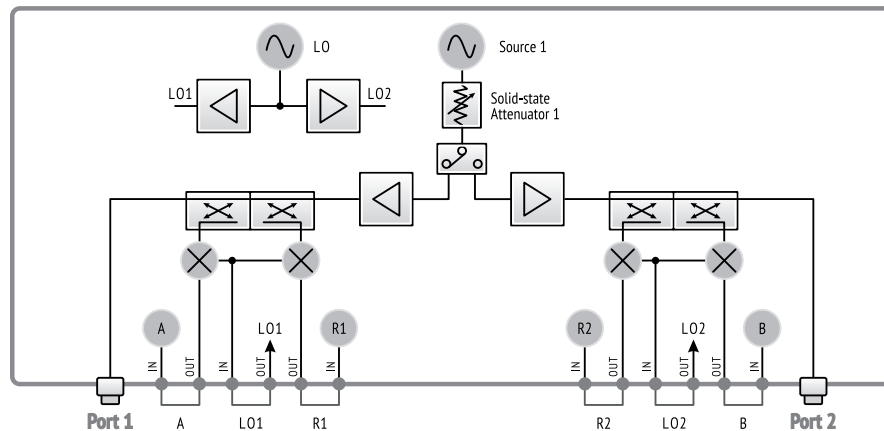 LO
Source 1
LO1
LO2
Solid-state
Attenuator 1
A
LO1
R1
R2
LO2
B
IN
OUT
IN
OUT
OUT
IN
IN
OUT
IN
OUT
OUT
IN
Port 1
A
LO1
R1
R2
LO2
B
Port 2